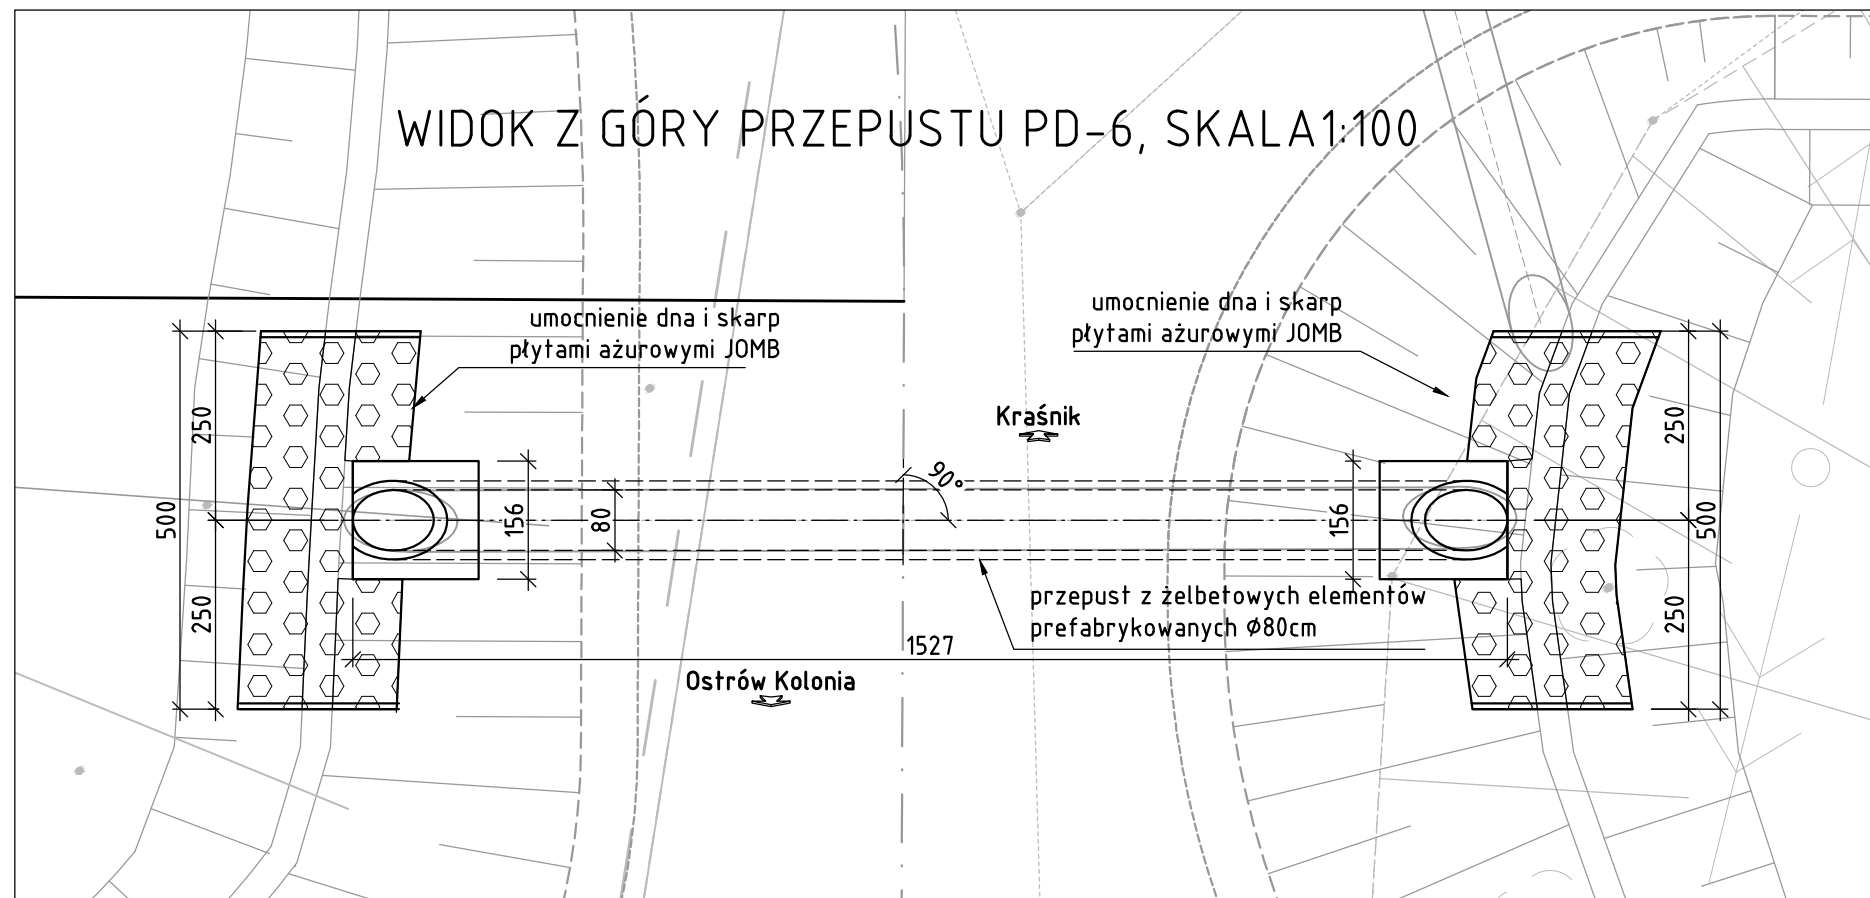 WIDOK Z GÓRY PRZEPUSTU PD-6, SKALA1:100
umocnienie dna i skarp
płytami ażurowymi JOMB
umocnienie dna i skarp
płytami ażurowymi JOMB
250
500
250
Kraśnik
90°
156
80
156
250
500
250
przepust z żelbetowych elementów
prefabrykowanych Ø80cm
1527
Ostrów Kolonia